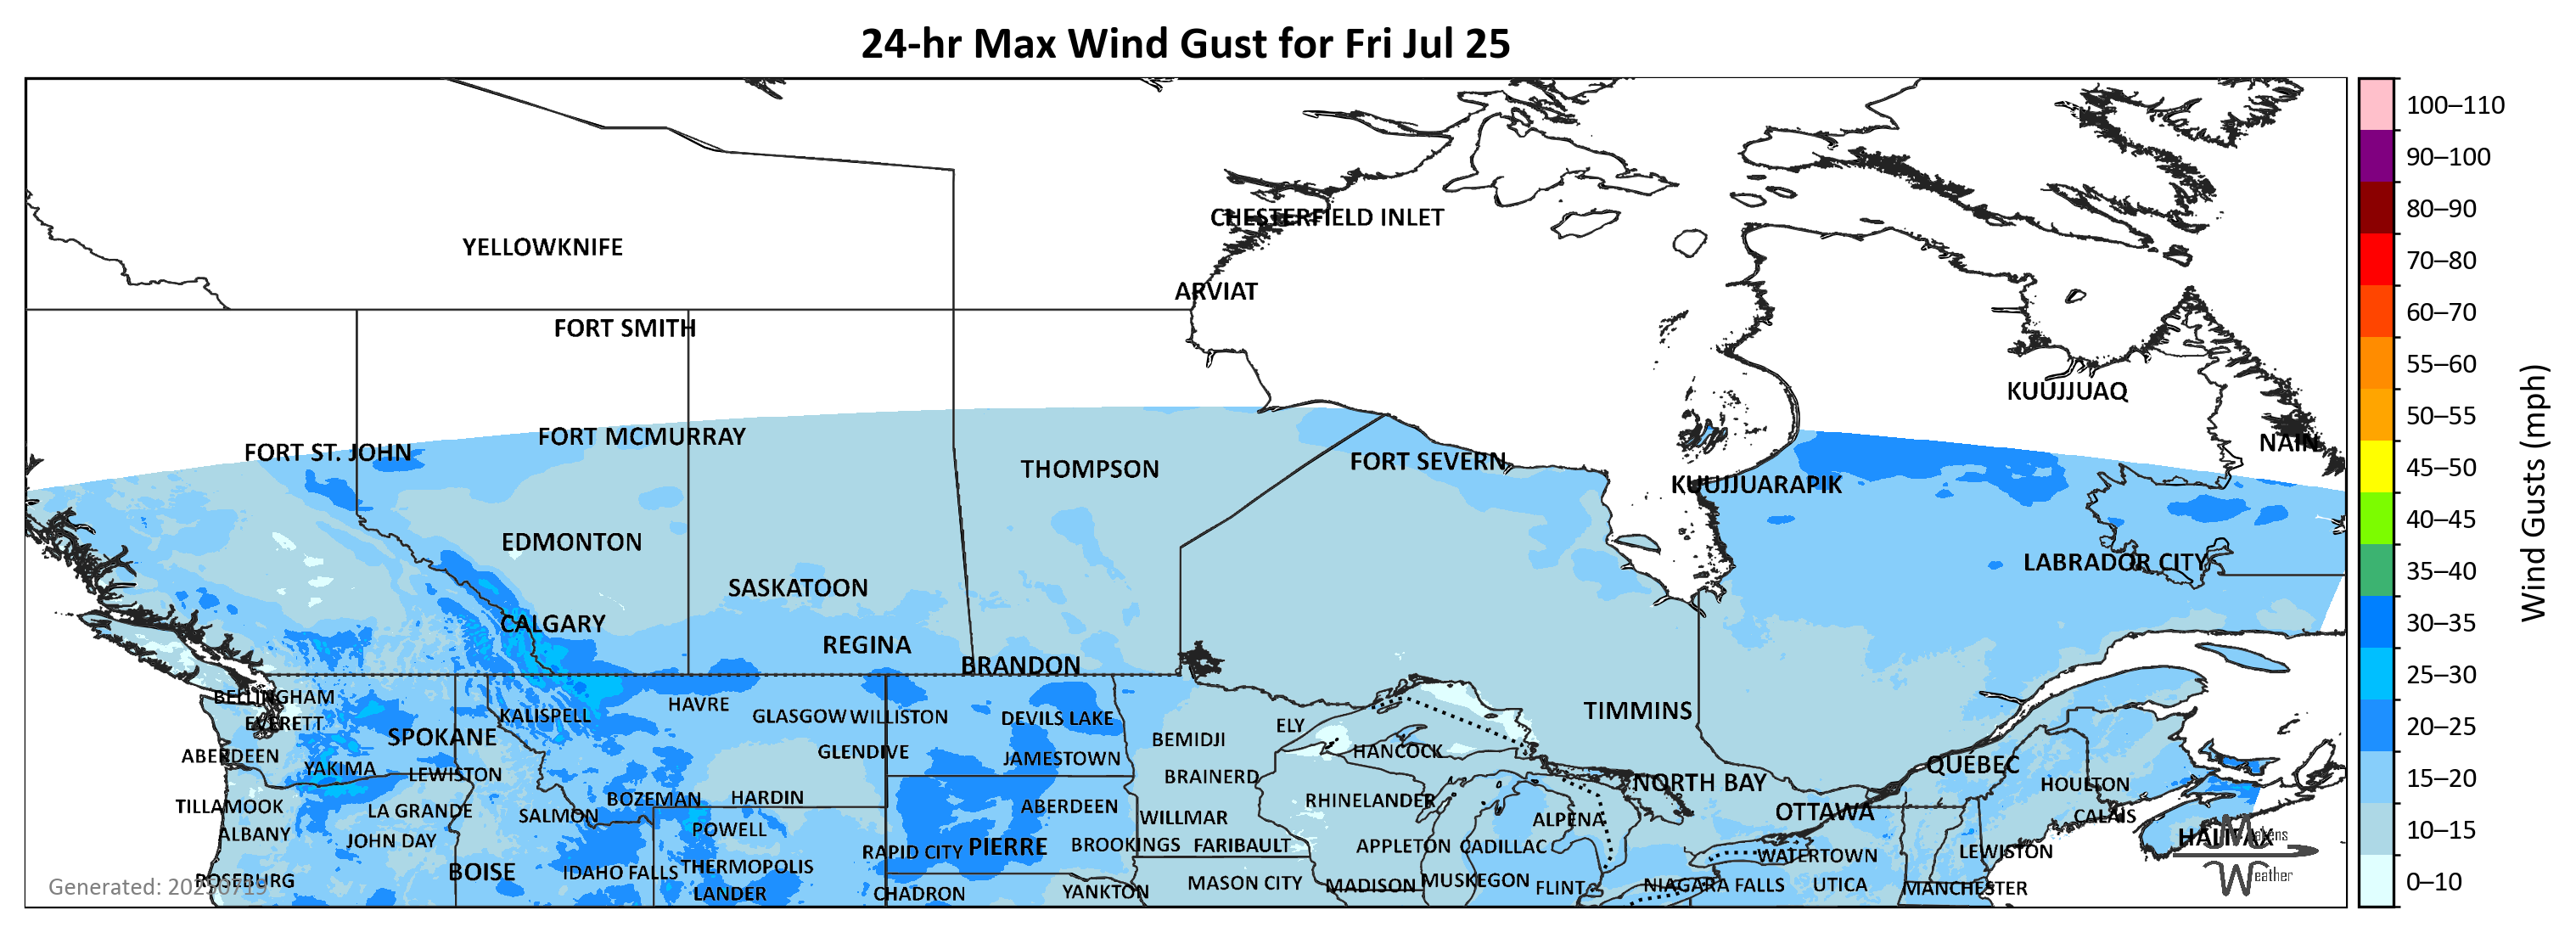 24-hr Max Wind Gust for Fri Jul 25
100–110
90–100
CHESTERFIELD INLET
80–90
YELLOWKNIFE
70–80
ARVIAT
FORT SMITH
60–70
55–60
KUUJJUAQ
50–55
FORT MCMURRAY
NAIN
FORT ST. JOHN
THOMPSON
FORT SEVERN
45–50
KUUJJUARAPIK
40–45
EDMONTON
LABRADOR CITY
35–40
SASKATOON
CALGARY
30–35
REGINA
BRANDON
25–30
BELLINGHAM
KALISPELL
HAVRE
GLASGOW
WILLISTON
DEVILS LAKE
TIMMINS
EVERETT
ELY
20–25
SPOKANE
BEMIDJI
ABERDEEN
GLENDIVE
JAMESTOWN
HANCOCK
YAKIMA
LEWISTON
BRAINERD
NORTH BAY
QUÉBEC
HOULTON
15–20
TILLAMOOK
LA GRANDE
SALMON
BOZEMAN
HARDIN
ABERDEEN
WILLMAR
RHINELANDER
ALPENA
OTTAWA
CALAIS
10–15
ALBANY
JOHN DAY
POWELL
RAPID CITY
PIERRE
BROOKINGS
FARIBAULT
APPLETON
CADILLAC
WATERTOWN
LEWISTON
HALIFAX
Makens
Weather
ROSEBURG
BOISE
IDAHO FALLS
THERMOPOLIS
LANDER
CHADRON
YANKTON
MASON CITY
MADISON
MUSKEGON
FLINT
NIAGARA FALLS
UTICA
MANCHESTER
0–10
Generated: 20250719
Wind Gusts (mph)